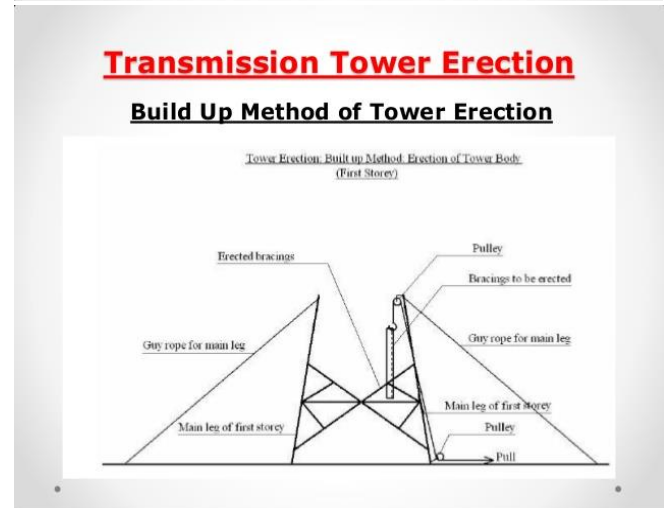 Transmission Tower Erection
Build Up Method of Tower Erection
Tower Erection: Built up Method: Erection of Tower Body
(First Storey)
Pulley
Erected bracings
Bracings to be erected
Guy rope for main leg
Guy rope for main leg
Main leg of first storey
Main leg of first storey
Pulley
Pull